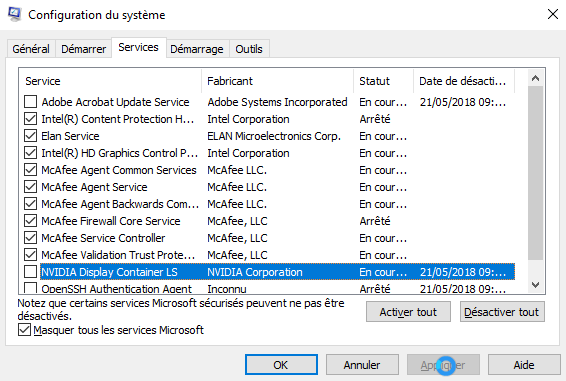 Configuration du système
Général Démarrer Services Démarrage Outils
Service Fabricant Statut Date de désacti...
Adobe Acrobat Update Service Adobe Systems Incorporated En cour... 21/05/2018 09:...
Intel(R) Content Protection H... Intel Corporation Arrêté
Elan Service ELAN Microelectronics Corp. En cour...
Intel(R) HD Graphics Control P... Intel Corporation En cour...
McAfee Agent Common Services McAfee LLC. En cour...
McAfee Agent Service McAfee LLC. En cour...
McAfee Agent Backwards Com... McAfee LLC. En cour...
McAfee Firewall Core Service McAfee, LLC Arrêté
McAfee Service Controller McAfee, LLC En cour...
McAfee Validation Trust Prote... McAfee, LLC En cour...
NVIDIA Display Container LS NVIDIA Corporation En cour... 21/05/2018 09:...
OpenSSH Authentication Agent Inconnu Arrêté 21/05/2018 09:...
Notez que certains services Microsoft sécurisés peuvent ne pas être
désactivés.
Activer tout Désactiver tout
Masquer tous les services Microsoft
OK Annuler Appliquer Aide